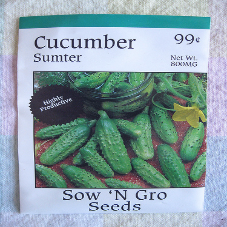 Cucumber
99¢
Sumter
Net Wt.
800MG
Highly
Productive
Sow 'N Gro
Seeds